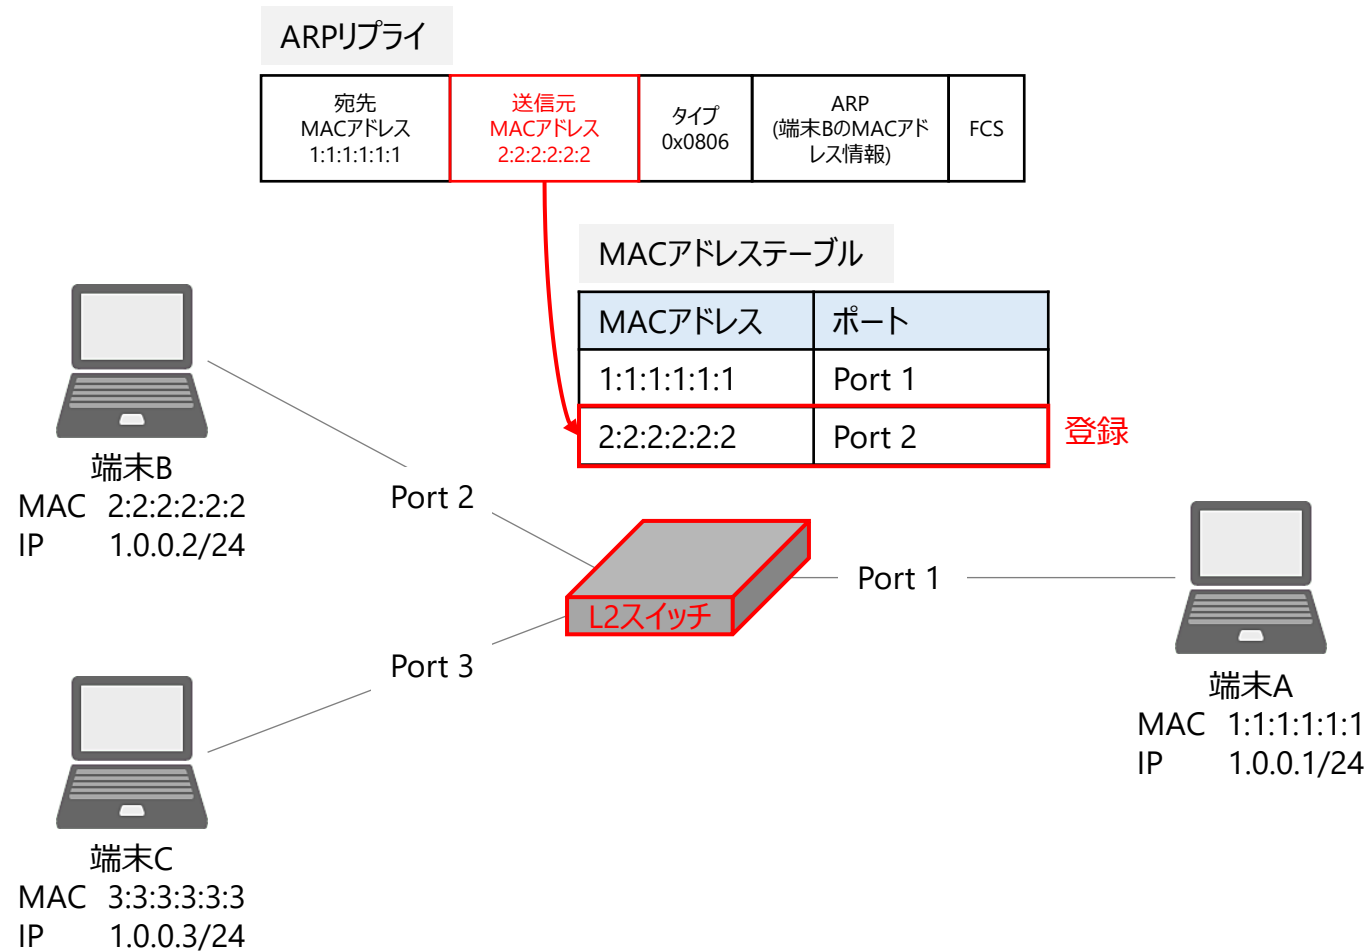 ARPリプライ
宛先
MACアドレス
1:1:1:1:1:1
送信元
MACアドレス
2:2:2:2:2:2
タイプ
0x0806
ARP
(端末BのMACアド
レス情報)
FCS
MACアドレステーブル
MACアドレス ポート
1:1:1:1:1:1 Port 1
2:2:2:2:2:2 Port 2
登録
端末B
MAC 2:2:2:2:2:2
IP 1.0.0.2/24
Port 2
L2スイッチ
Port 1
Port 3
端末A
MAC 1:1:1:1:1:1
IP 1.0.0.1/24
端末C
MAC 3:3:3:3:3:3
IP 1.0.0.3/24